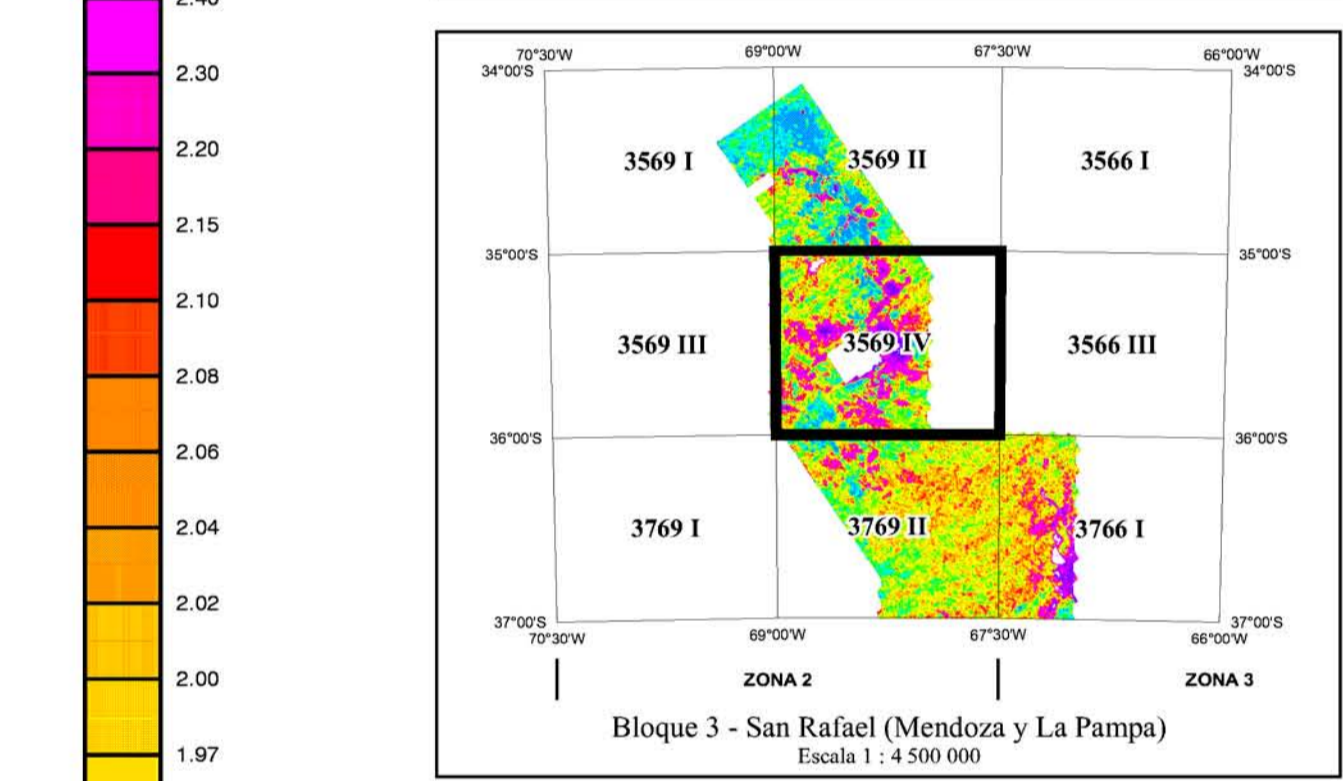 2.40
2.30
2.20
2.15
2.10
2.08
2.06
2.04
2.02
2.00
1.97
70°30'W 69°00'W 67°30'W 66°00'W
34°00'S 34°00'S
3569 I 3569 II 3566 I
35°00'S 35°00'S
3569 III 3569 IV 3566 III
36°00'S 36°00'S
3769 I 3769 II 3766 I
37°00'S 37°00'S
70°30'W 69°00'W 67°30'W 66°00'W
ZONA 2 ZONA 3
Bloque 3 - San Rafael (Mendoza y La Pampa)
Escala 1 : 4 500 000